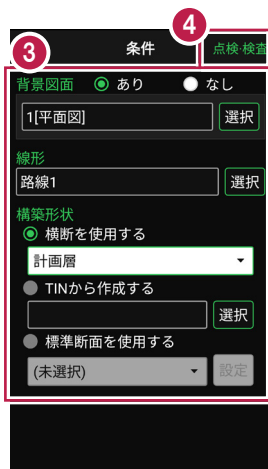 4
3
条件
点検･検査
背景図面 あり なし
1[平面図] 選択
線形
路線1 選択
構築形状
横断を使用する
計画層
TINから作成する
選択
標準断面を使用する
(未選択) 設定